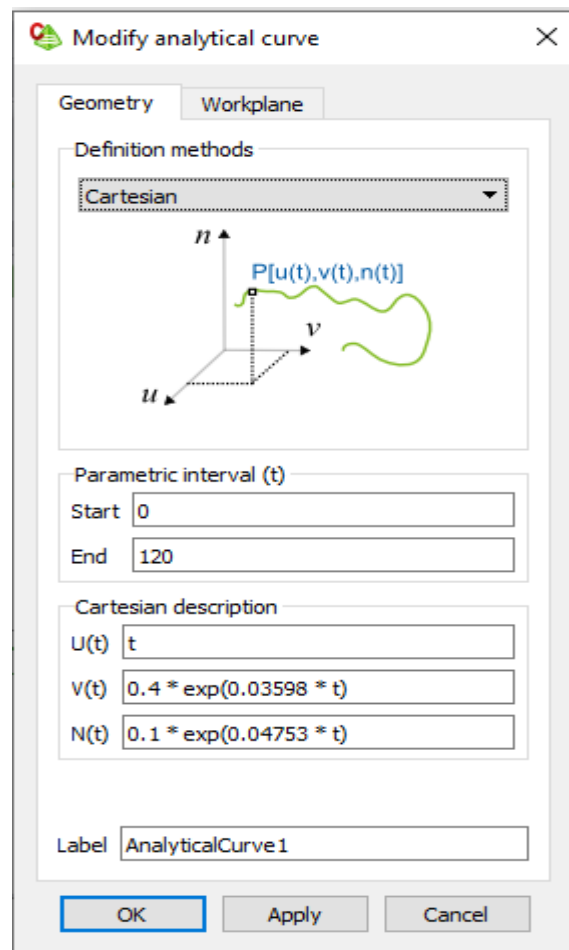 Modify analytical curve
Geometry Workplane
Definition methods
Cartesian
n
P[u(t),v(t),n(t)]
v
u
Parametric interval (t)
Start 0
End 120
Cartesian description
U(t) t
V(t) 0.4 * exp(0.03598 * t)
N(t) 0.1 * exp(0.04753 * t)
Label AnalyticalCurve1
OK Apply Cancel